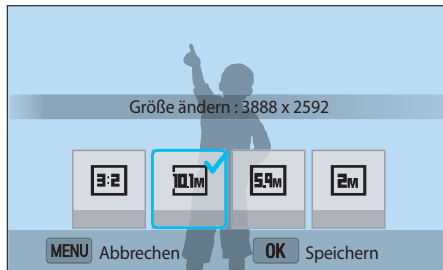 Größe ändern : 3888 x 2592
3:2 10.1M 5.9M 2M
MENU Abbrechen OK Speichern